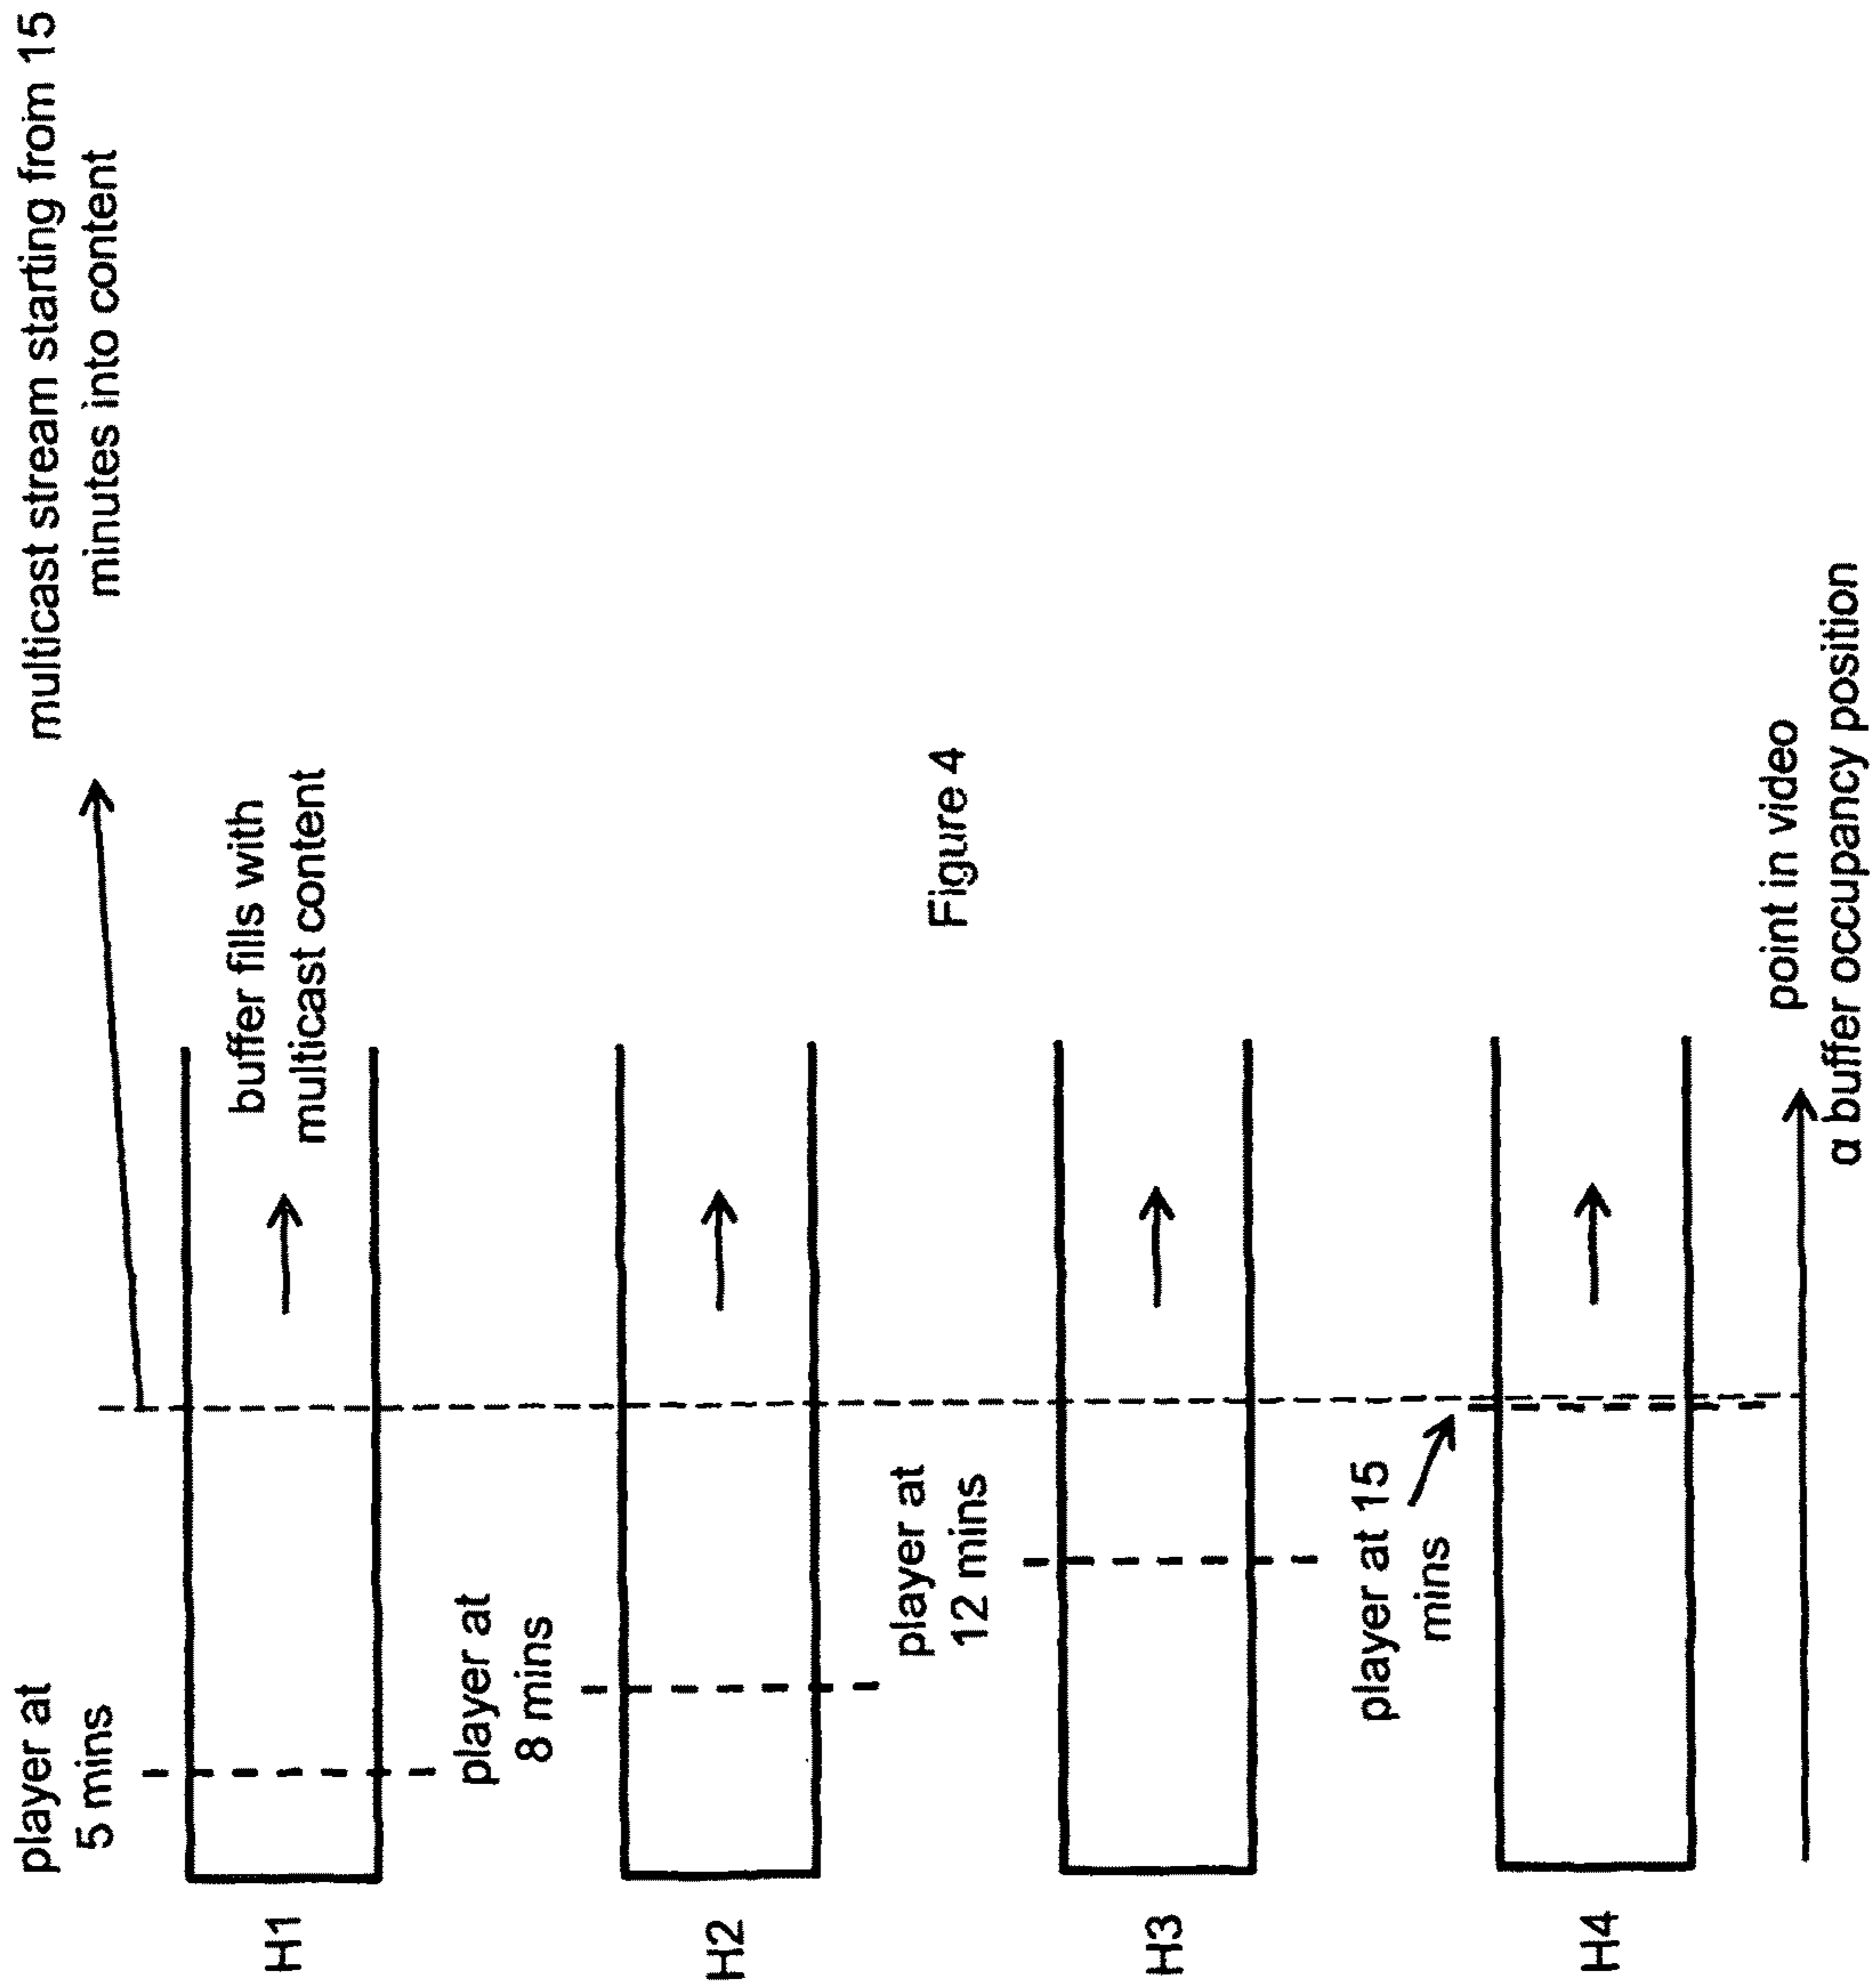 multicast stream starting from 15
minutes into content
player at
5 mins
buffer fills with
multicast content
H1
player at
8 mins
H2
player at
12 mins
Figure 4
H3
player at 15
mins
H4
point in video
α buffer occupancy position